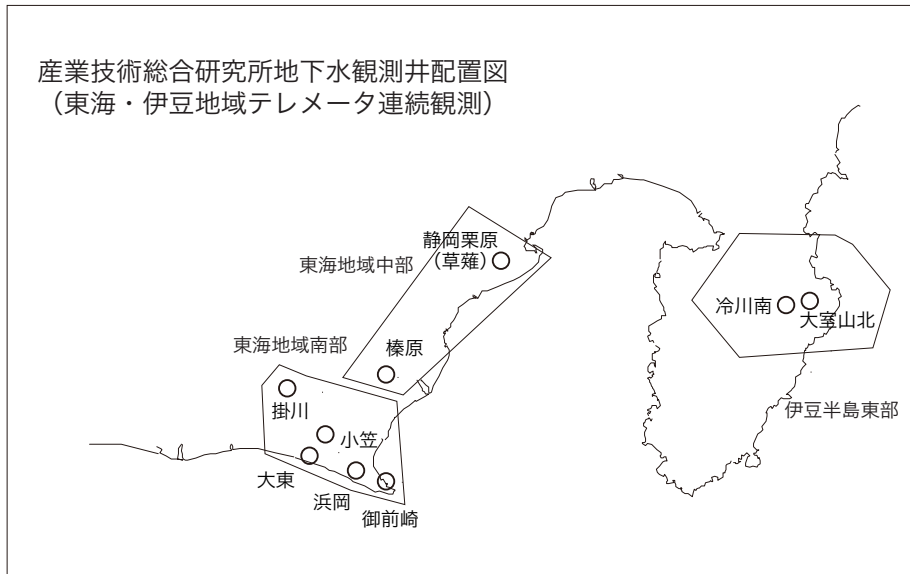 産業技術総合研究所地下水観測井配置図
（東海・伊豆地域テレメータ連続観測）
静岡栗原
（草薙）
東海地域中部
冷川南
大室山北
東海地域南部
榛原
掛川
伊豆半島東部
小笠
大東
浜岡
御前崎